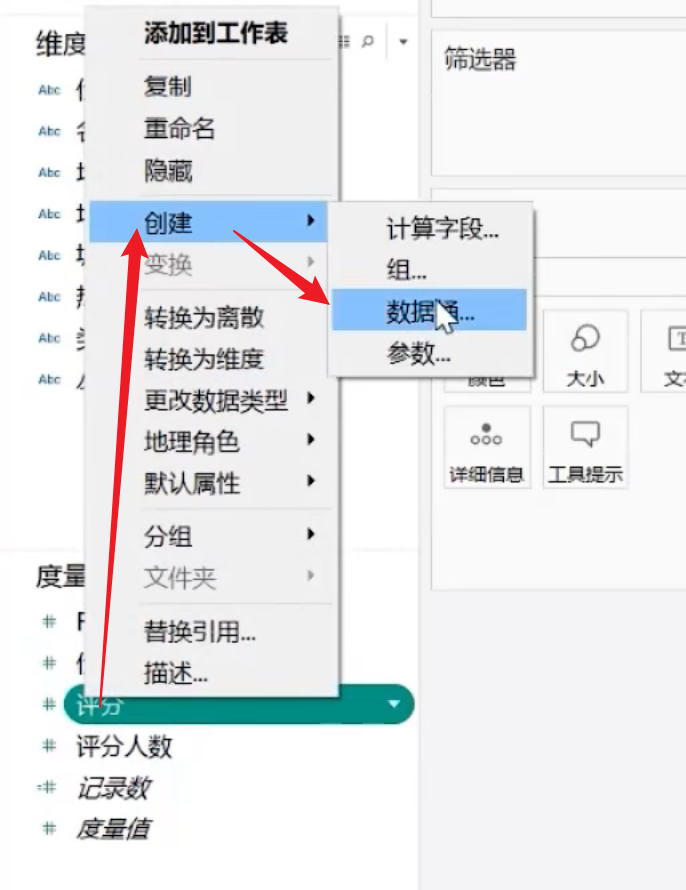 维度
添加到工作表
复制
重命名
隐藏
创建
变换
转换为离散
转换为维度
更改数据类型
地理角色
默认属性
分组
文件夹
替换引用...
描述...
计算字段...
组...
数据桶...
参数...
筛选器
颜色
大小
详细信息
工具提示
Abc
Abc
Abc
Abc
Abc
Abc
Abc
Abc
度量
评分
评分人数
记录数
度量值